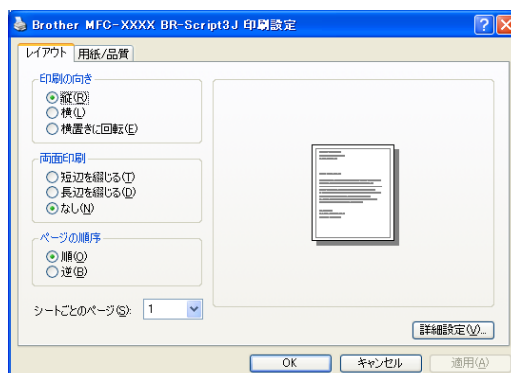 Brother MFC-XXXX BR-Script3J 印刷設定
レイアウト 用紙/品質
印刷の向き
縦(R)
横(L)
横置きに回転(E)
両面印刷
短辺を綴じる(T)
長辺を綴じる(D)
なし(N)
ページの順序
順(O)
逆(B)
シートごとのページ(S): 1
詳細設定(V)...
OK キャンセル 適用(A)